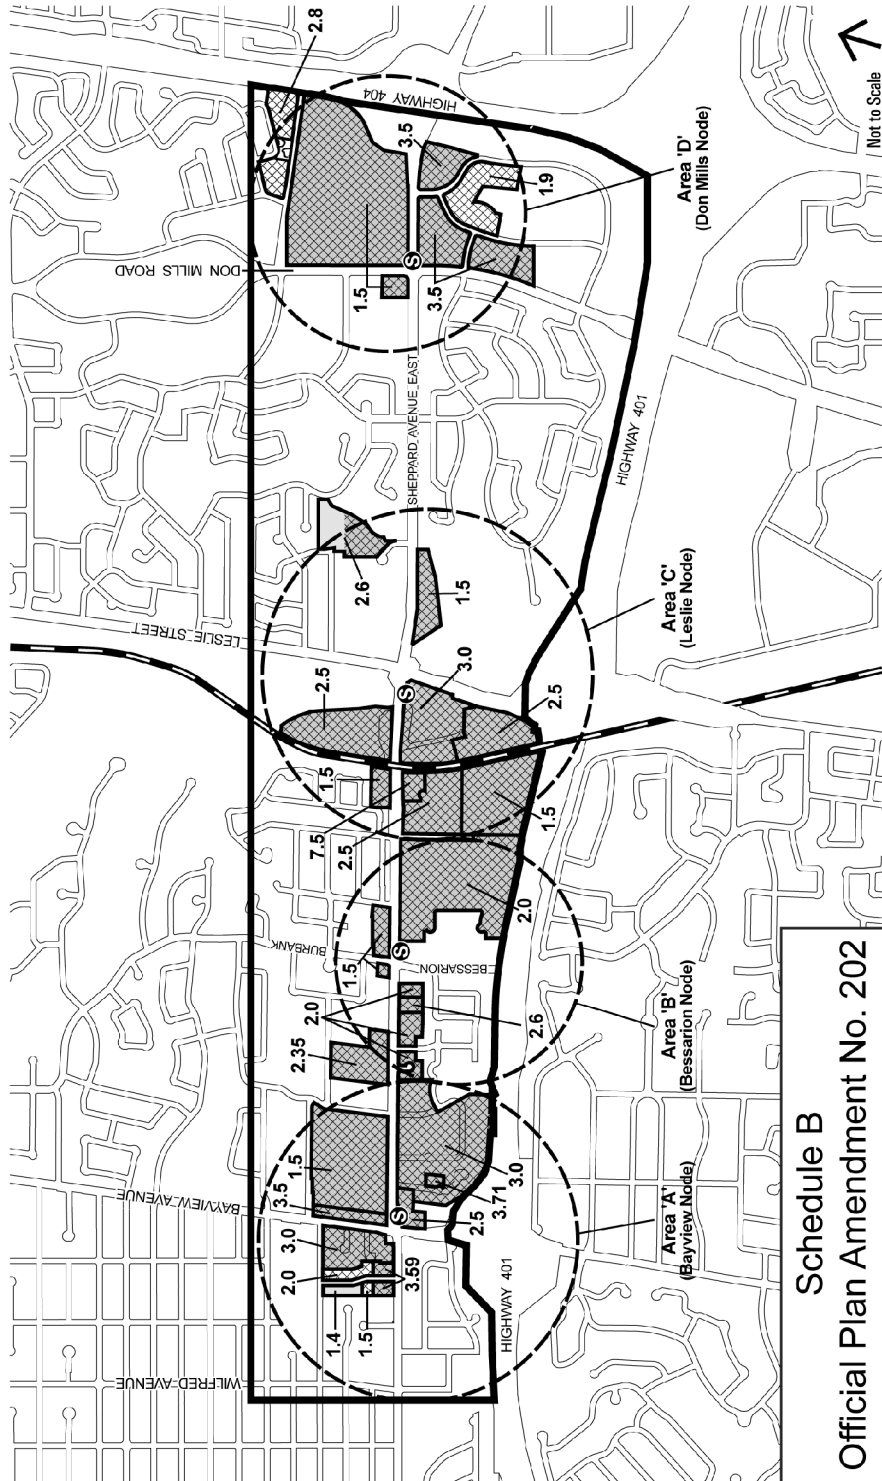 2.8
HIGHWAY 404
3.5
1.9
Area 'D'
(Don Mills Node)
Not to Scale
DON MILLS ROAD
S
1.5
3.5
SHEPPARD AVENUE EAST
HIGHWAY 401
2.6
1.5
Area 'C'
(Leslie Node)
LESLIE STREET
2.5
S
3.0
2.5
1.5
7.5
2.5
1.5
2.0
BURBANK
1.5
S
BESSARION
2.0
2.6
Area 'B'
(Bessarion Node)
2.35
BAYVIEW AVENUE
1.5
3.5
3.0
3.71
2.5
S
3.0
2.0
3.59
1.4
1.5
Area 'A'
(Bayview Node)
HIGHWAY 401
WILFRED AVENUE
Schedule B
Official Plan Amendment No. 202